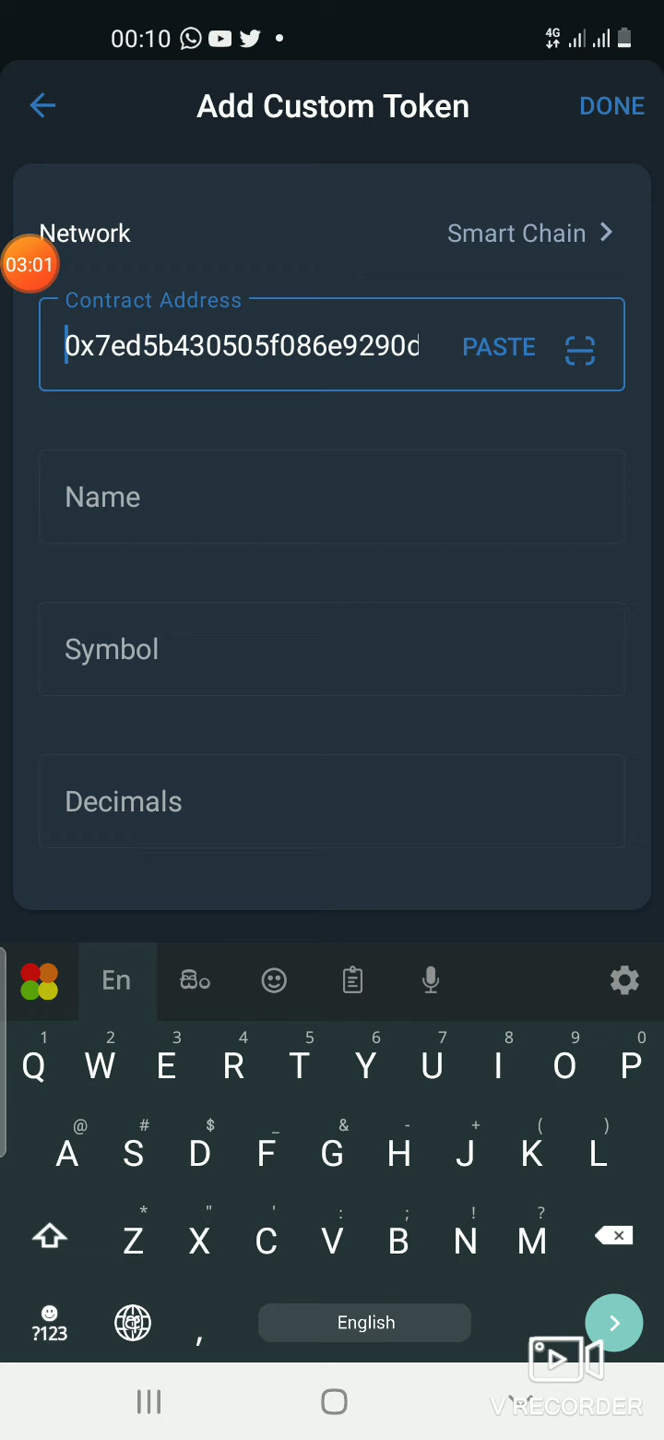 00:10
4G
Add Custom Token
DONE
Network
Smart Chain
03:01
Contract Address
0x7ed5b430505f086e9290d
PASTE
Name
Symbol
Decimals
En
සිං
1 2 3 4 5 6 7 8 9 0
Q W E R T Y U I O P
@ # $ _ & - + ( )
A S D F G H J K L
* " ' : ; ! ?
Z X C V B N M
?123
,
English
V RECORDER